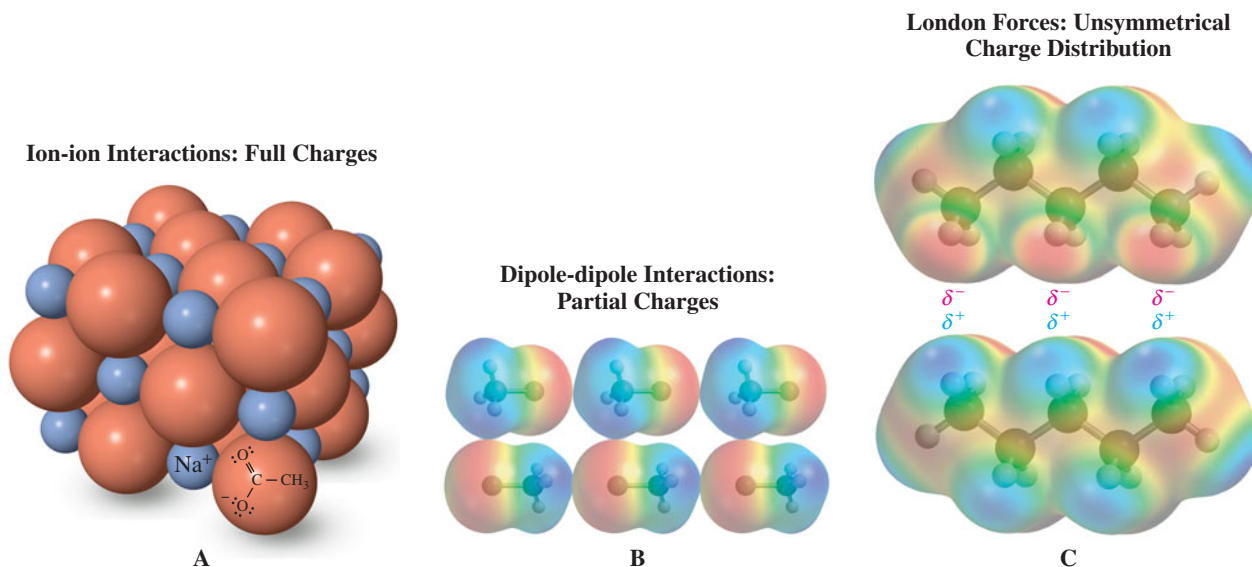 London Forces: Unsymmetrical
Charge Distribution
Ion-ion Interactions: Full Charges
Dipole-dipole Interactions:
Partial Charges
δ⁻ δ⁻ δ⁻
δ⁺ δ⁺ δ⁺
Na⁺
O
C—CH₃
⁻O
A
B
C